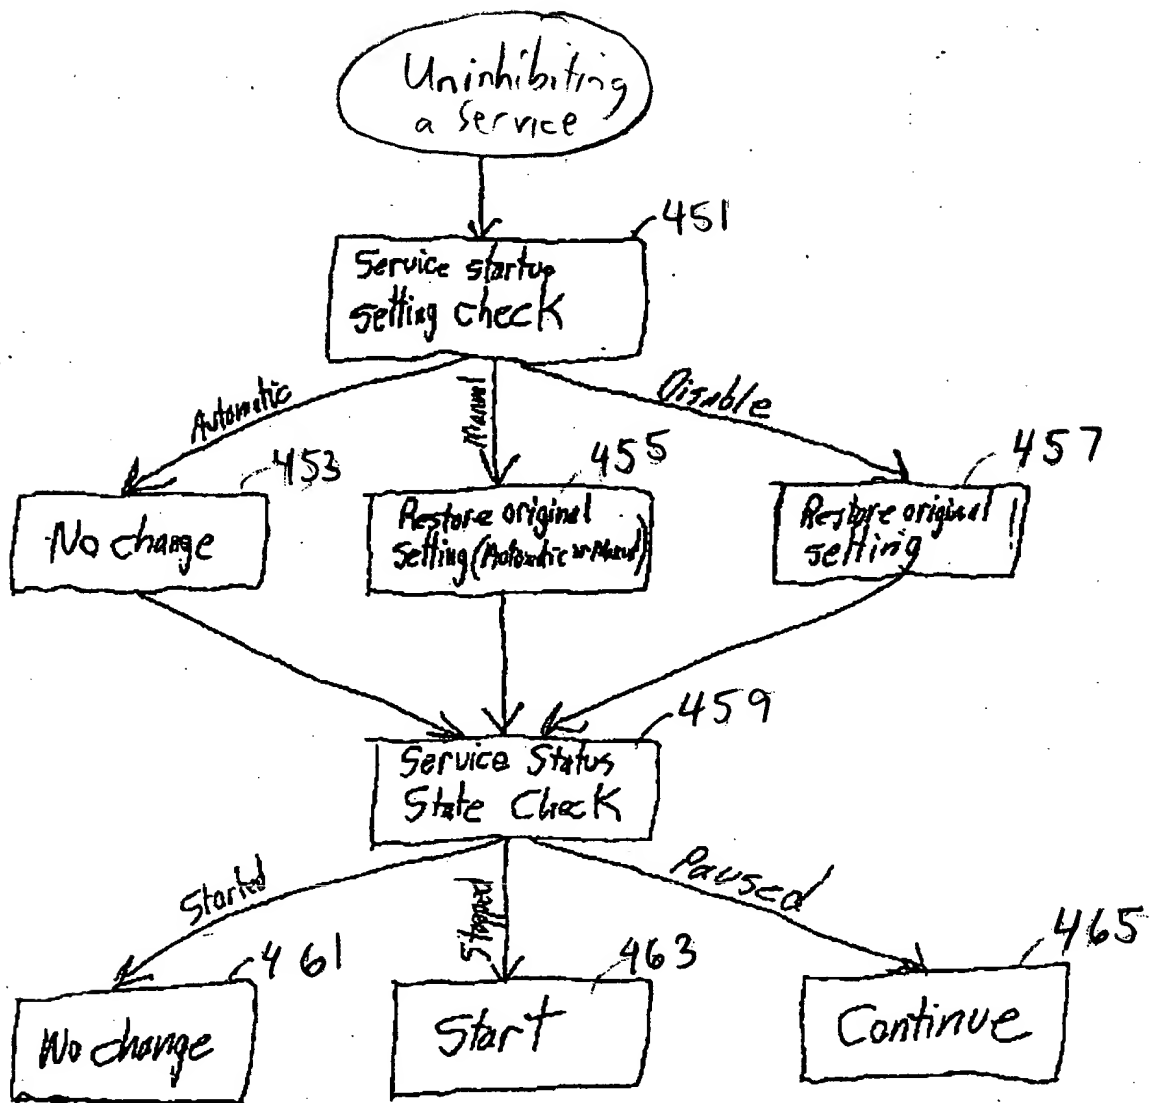 Uninhibiting
a service
451
Service startup
setting check
Automatic
Manual
Disable
453
455
457
No change
Restore original
setting (Automatic or Manual)
Restore original
setting
459
Service Status
State Check
Started
Stopped
Paused
461
463
465
No change
Start
Continue